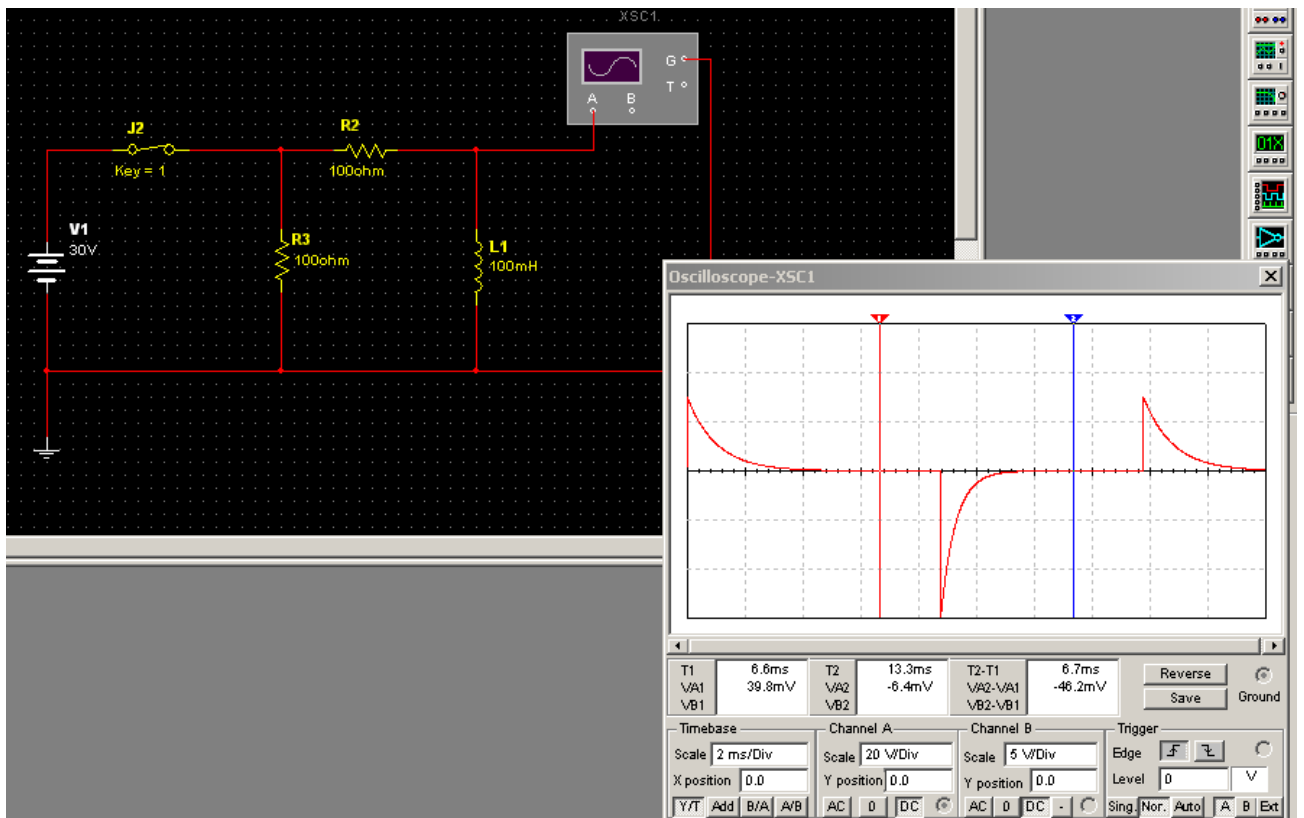 XSC1
G
T
A B
J2
Key = 1
R2
100ohm
V1
30V
R3
100ohm
L1
100mH
01X
Oscilloscope-XSC1
1 2
T1 6.6ms T2 13.3ms T2-T1 6.7ms
VA1 39.8mV VA2 -6.4mV VA2-VA1 -46.2mV
VB1 VB2 VB2-VB1
Reverse
Save
Ground
Timebase Channel A Channel B Trigger
Scale 2 ms/Div Scale 20 V/Div Scale 5 V/Div Edge
X position 0.0 Y position 0.0 Y position 0.0 Level 0 V
Y/T Add B/A A/B AC 0 DC AC 0 DC - Sing. Nor. Auto A B Ext